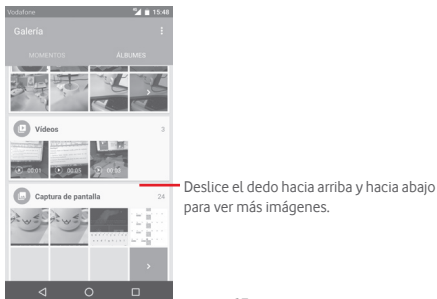 Vodafone 15:48
Galería
MOMENTOS ÁLBUMES
Vídeos 3
00:01 00:05 00:03
Captura de pantalla 24
Deslice el dedo hacia arriba y hacia abajo
para ver más imágenes.